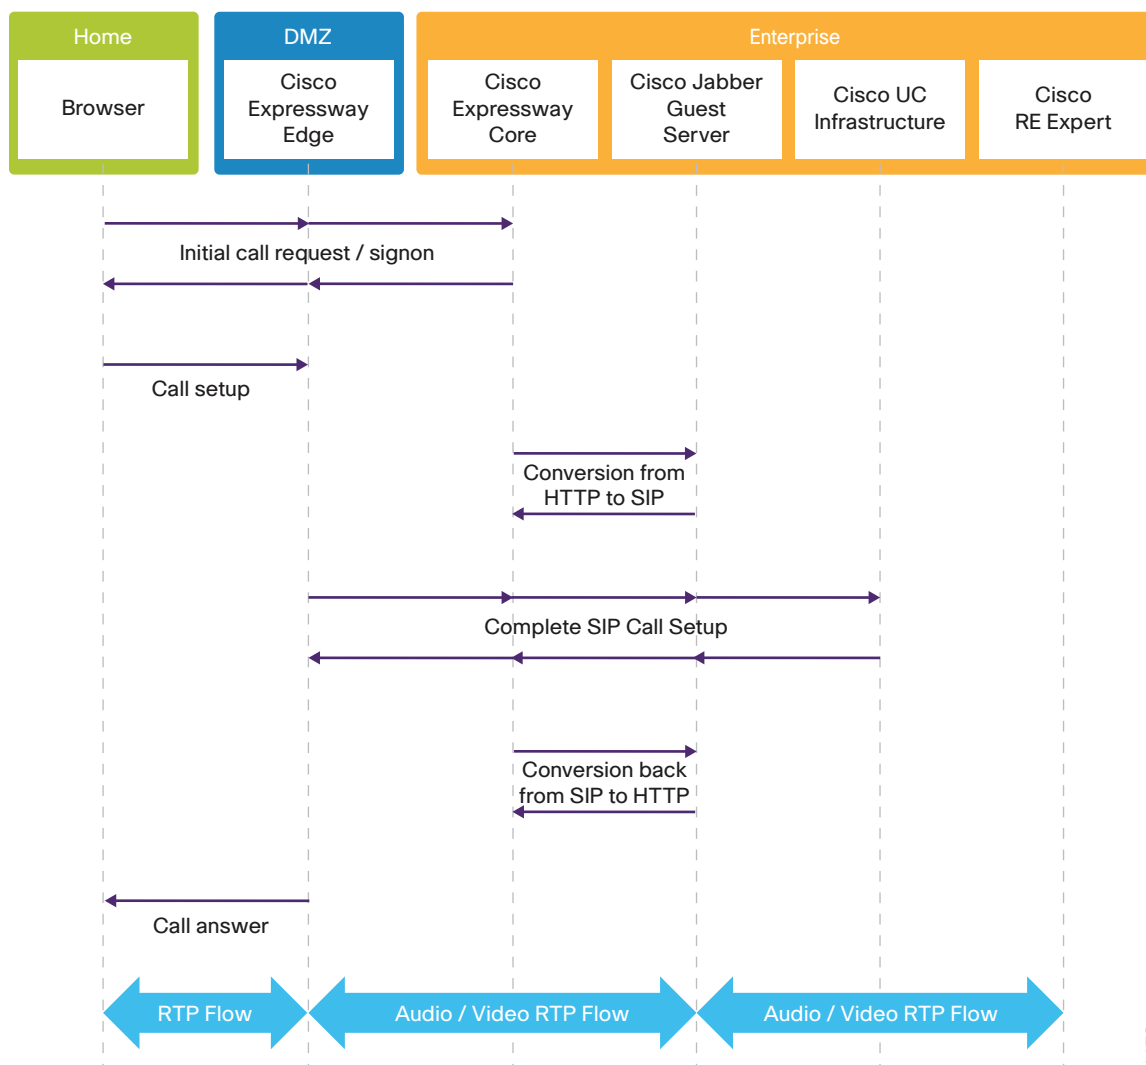 Home
DMZ
Enterprise
Browser
Cisco
Expressway
Edge
Cisco
Expressway
Core
Cisco Jabber
Guest
Server
Cisco UC
Infrastructure
Cisco
RE Expert
Initial call request / signon
Call setup
Conversion from
HTTP to SIP
Complete SIP Call Setup
Conversion back
from SIP to HTTP
Call answer
RTP Flow
Audio / Video RTP Flow
Audio / Video RTP Flow